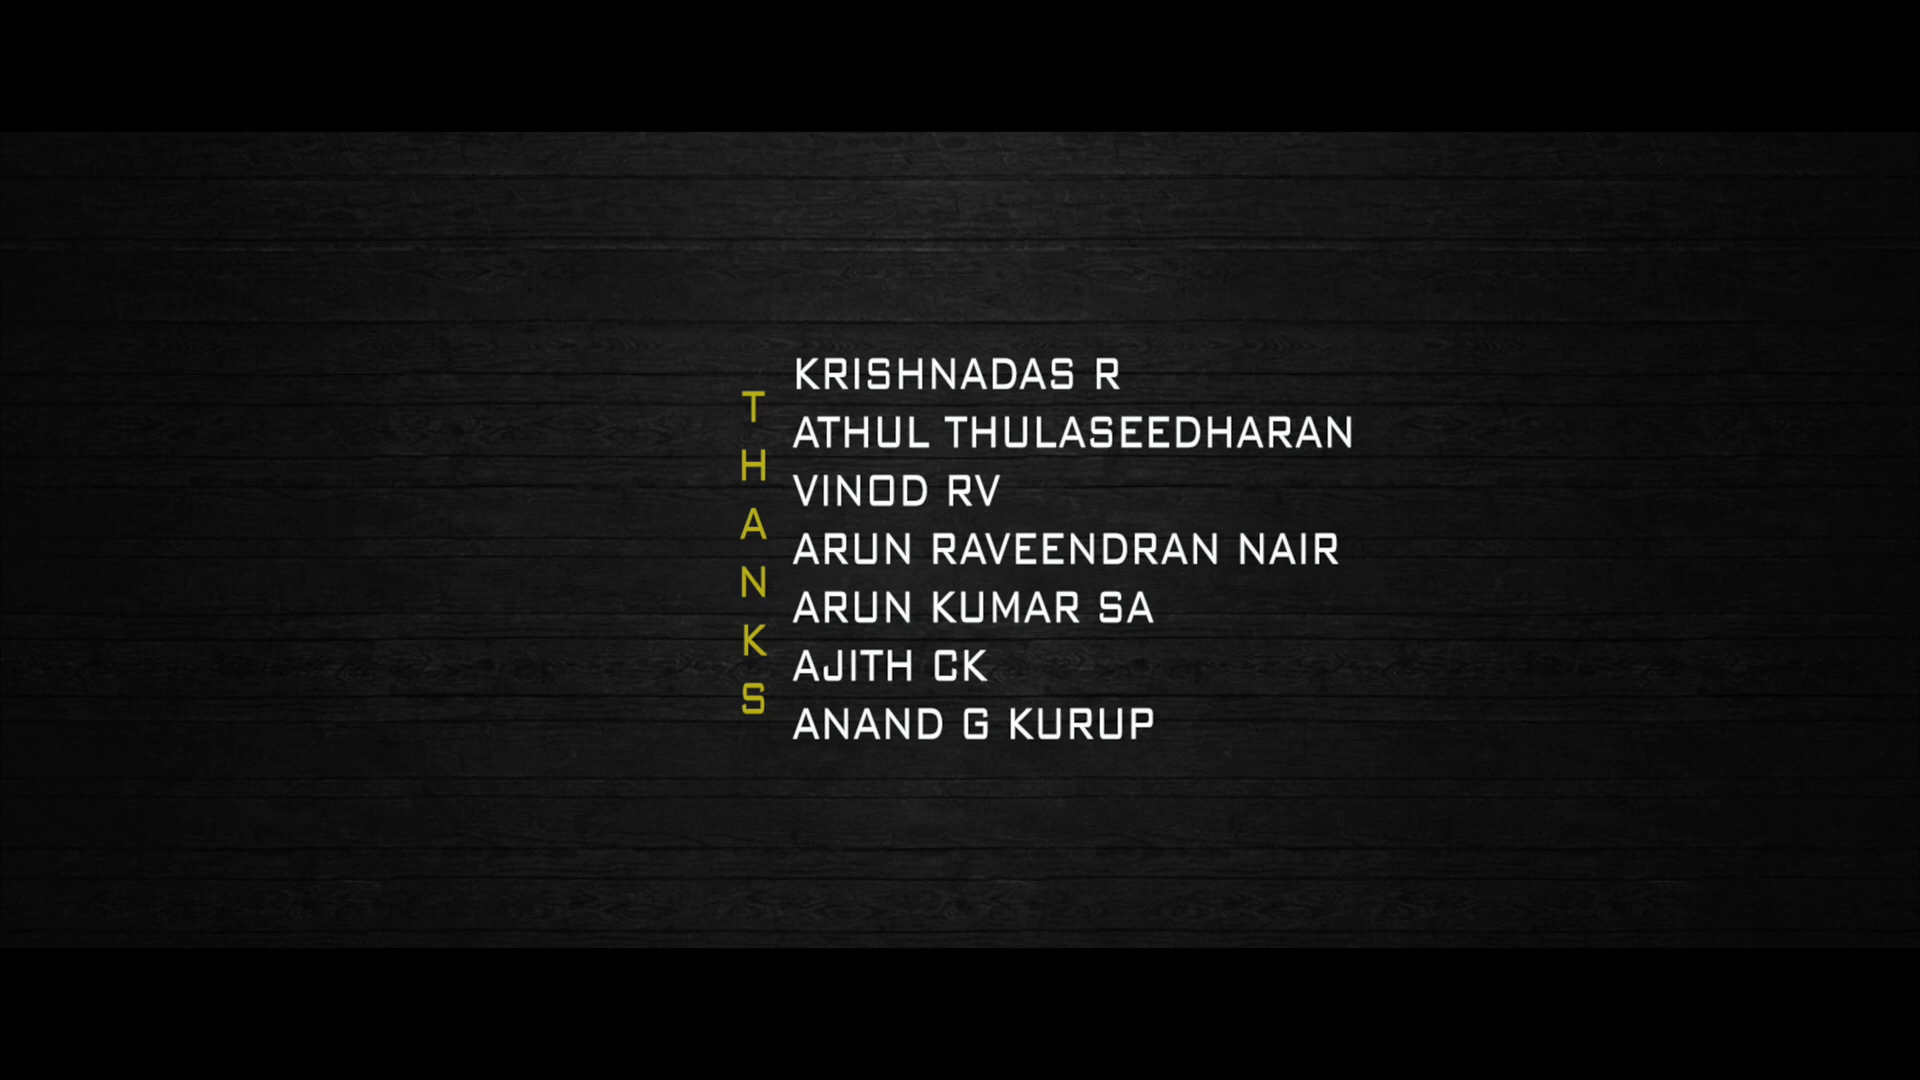 THANKS
KRISHNADAS R
ATHUL THULASEEDHARAN
VINOD RV
ARUN RAVEENDRAN NAIR
ARUN KUMAR SA
AJITH CK
ANAND G KURUP